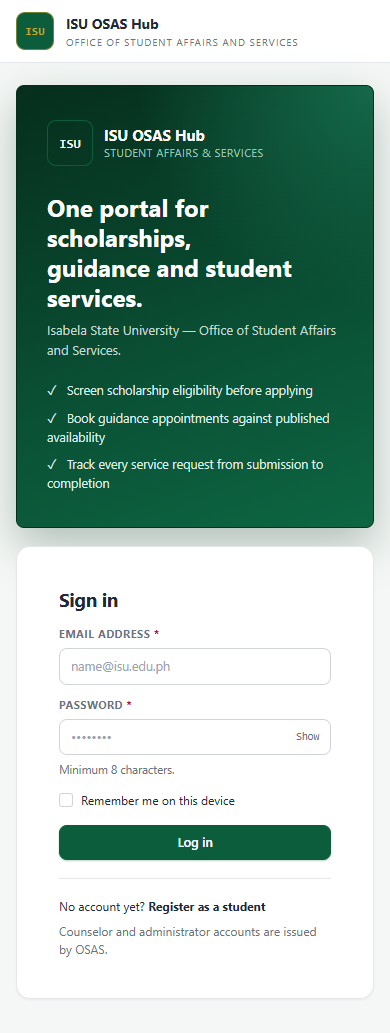 ISU
ISU OSAS Hub
OFFICE OF STUDENT AFFAIRS AND SERVICES
ISU
ISU OSAS Hub
STUDENT AFFAIRS & SERVICES
One portal for
scholarships,
guidance and student
services.
Isabela State University — Office of Student Affairs
and Services.
✓ Screen scholarship eligibility before applying
✓ Book guidance appointments against published
availability
✓ Track every service request from submission to
completion
Sign in
EMAIL ADDRESS *
name@isu.edu.ph
PASSWORD *
••••••••
Show
Minimum 8 characters.
Remember me on this device
Log in
No account yet? Register as a student
Counselor and administrator accounts are issued
by OSAS.